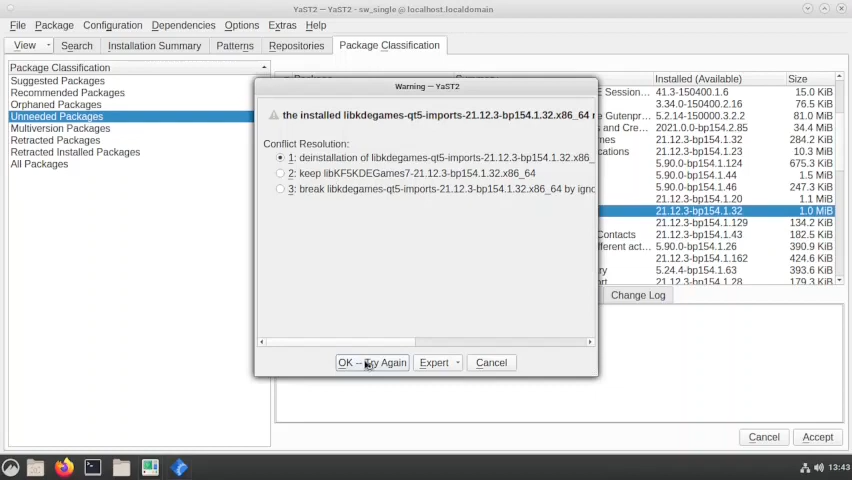 YaST2 — YaST2 - sw_single @ localhost.localdomain
File Package Configuration Dependencies Options Extras Help
View Search Installation Summary Patterns Repositories Package Classification
Package Classification
Suggested Packages
Recommended Packages
Orphaned Packages
Unneeded Packages
Multiversion Packages
Retracted Packages
Retracted Installed Packages
All Packages
Installed (Available) Size
E Session... 41.3-150400.1.6 15.0 KiB
3.34.0-150400.2.16 76.5 KiB
e Gutenpr... 5.2.14-150000.3.2.2 81.0 MiB
s and Cre... 2021.0.0-bp154.2.85 34.4 MiB
mes 21.12.3-bp154.1.32 284.2 KiB
ications 21.12.3-bp154.1.23 10.3 MiB
5.90.0-bp154.1.124 675.3 KiB
5.90.0-bp154.1.44 1.5 MiB
5.90.0-bp154.1.46 247.3 KiB
21.12.3-bp154.1.20 1.1 MiB
21.12.3-bp154.1.32 1.0 MiB
21.12.3-bp154.1.129 134.2 KiB
Contacts 21.12.3-bp154.1.43 182.5 KiB
fferent act... 5.90.0-bp154.1.26 390.9 KiB
21.12.3-bp154.1.162 424.6 KiB
ry 5.24.4-bp154.1.63 393.6 KiB
rt 21.12.3-bp154.1.28 179.3 KiB
Change Log
Warning — YaST2
the installed libkdegames-qt5-imports-21.12.3-bp154.1.32.x86_64
Conflict Resolution:
1: deinstallation of libkdegames-qt5-imports-21.12.3-bp154.1.32.x86_
2: keep libKF5KDEGames7-21.12.3-bp154.1.32.x86_64
3: break libkdegames-qt5-imports-21.12.3-bp154.1.32.x86_64 by igno
OK -- Try Again Expert Cancel
Cancel Accept
13:43